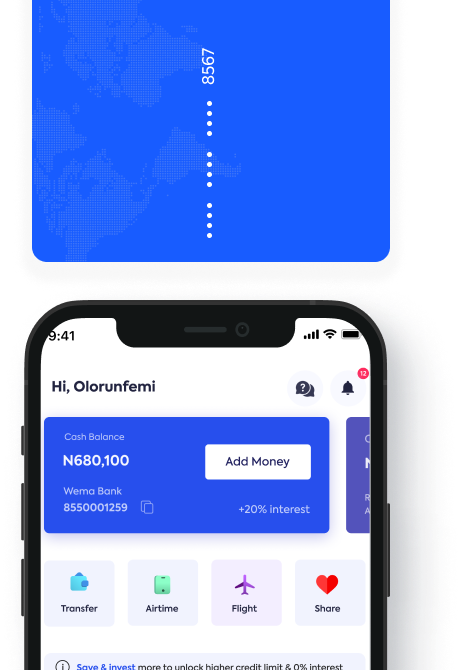 8567
9:41
Hi, Olorunfemi
12
Cash Balance
N680,100
Add Money
Wema Bank
8550001259
+20% interest
Transfer
Airtime
Flight
Share
Save & invest more to unlock higher credit limit & 0% interest